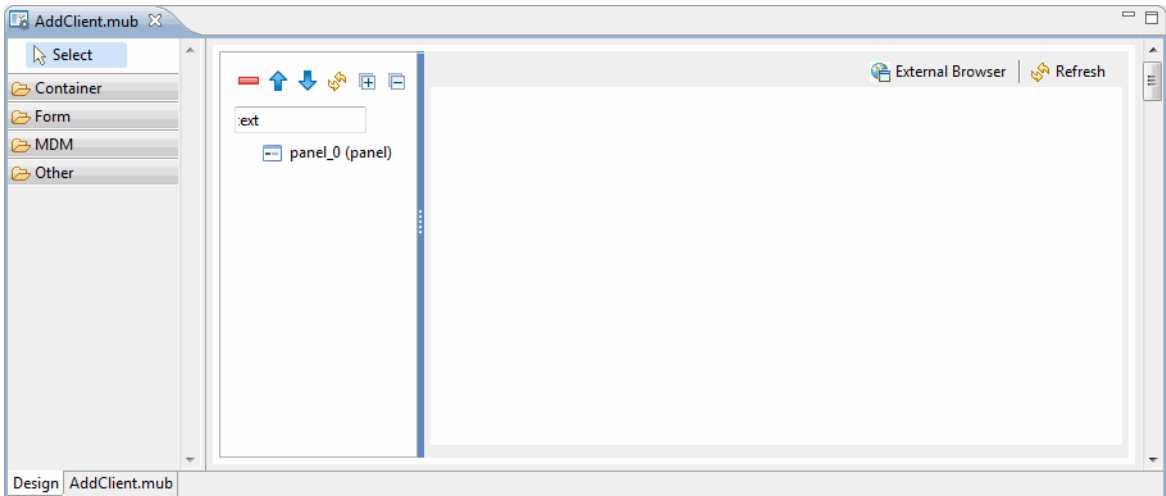 AddClient.mub
Select
Container
Form
MDM
Other
:ext
panel_0 (panel)
External Browser
Refresh
Design
AddClient.mub